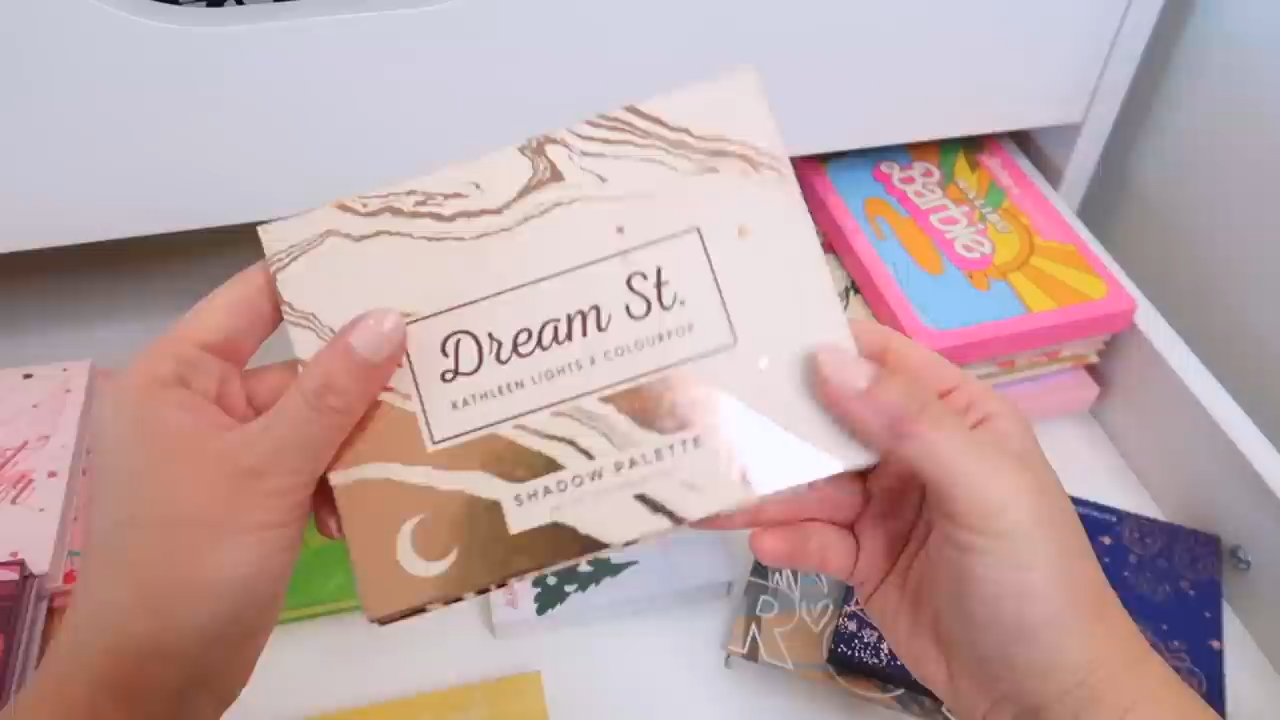 Dream St.
KATHLEEN LIGHTS X COLOURPOP
SHADOW PALETTE
Barbie
R